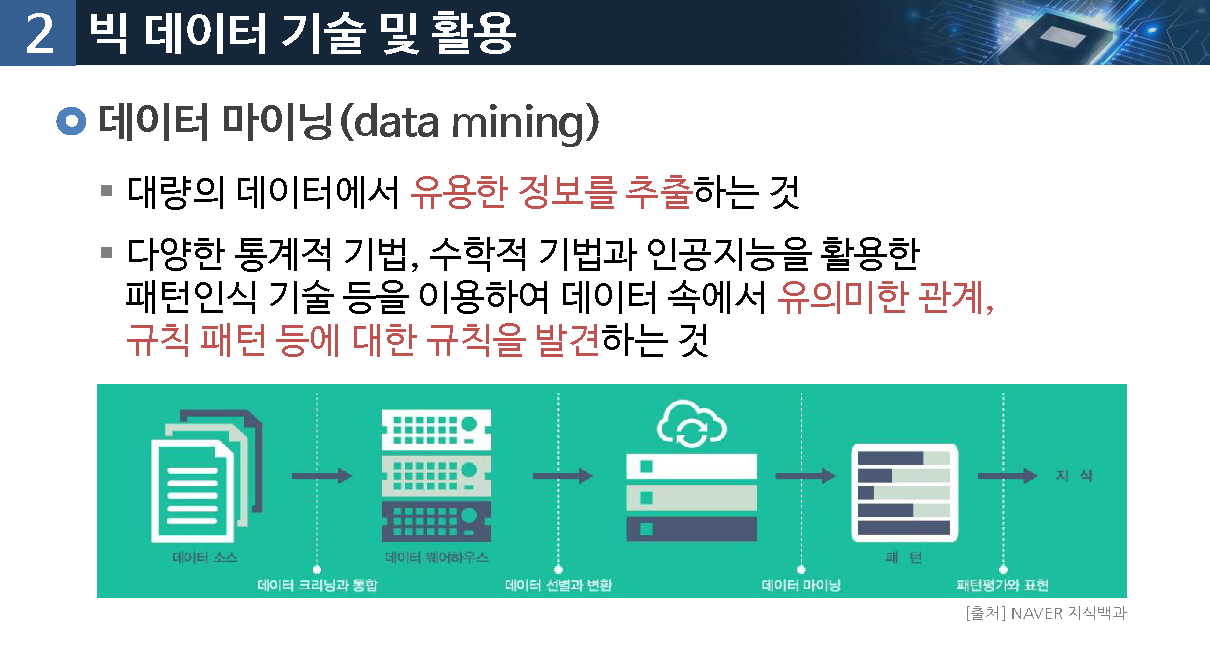 2 빅 데이터 기술 및 활용
데이터 마이닝(data mining)
대량의 데이터에서 유용한 정보를 추출하는 것
다양한 통계적 기법, 수학적 기법과 인공지능을 활용한
패턴인식 기술 등을 이용하여 데이터 속에서 유의미한 관계,
규칙 패턴 등에 대한 규칙을 발견하는 것
지 식
데이터 소스
데이터 웨어하우스
패 턴
데이터 크리닝과 통합
데이터 선별과 변환
데이터 마이닝
패턴평가와 표현
[출처] NAVER 지식백과